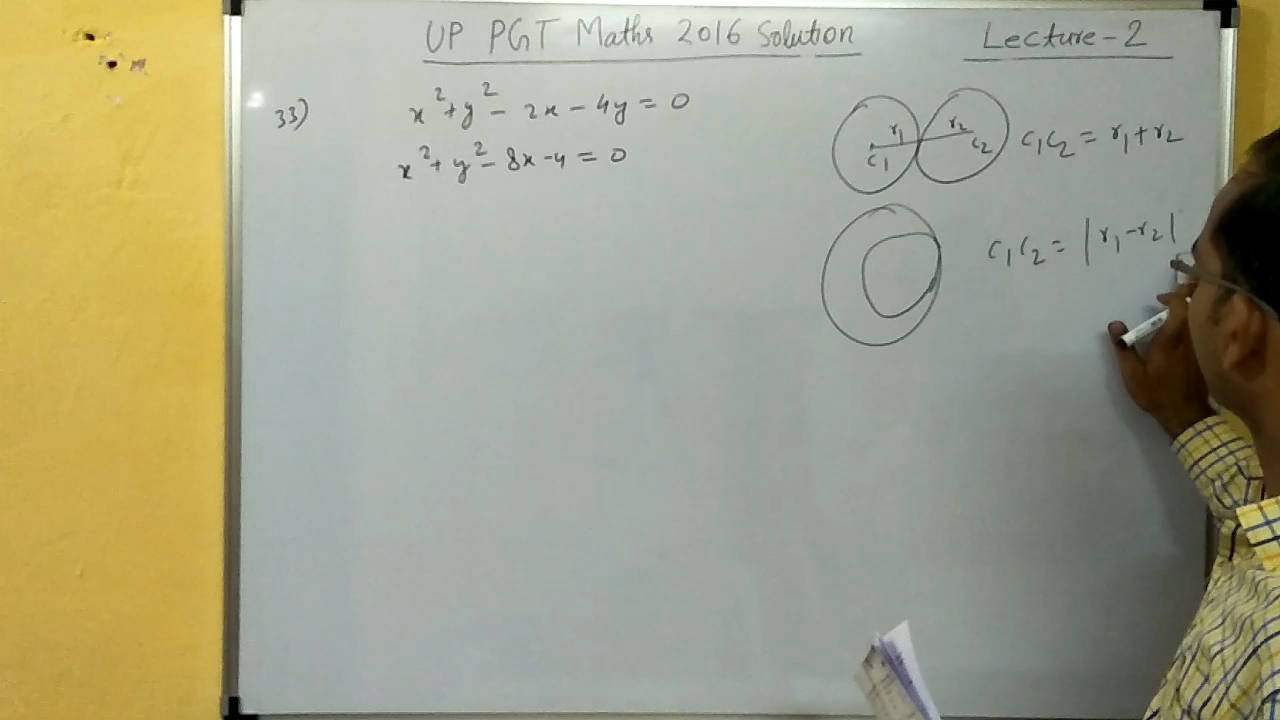 UP PGT Maths 2016 Solution
Lecture-2
33) x²+y²- 2x - 4y = 0
x²+ y²- 8x -4 = 0
r₁ r₂
C₁ C₂
C₁C₂ = r₁+r₂
C₁C₂ = |r₁-r₂|